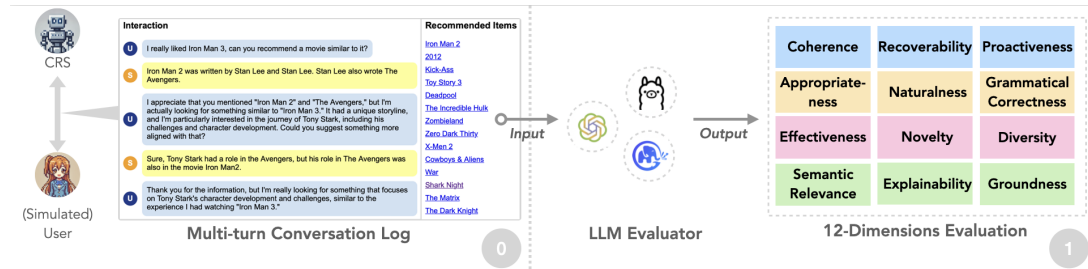 CRS
(Simulated)
User
Interaction
Recommended Items
U
I really liked Iron Man 3, can you recommend a movie similar to it?
S
Iron Man 2 was written by Stan Lee and Stan Lee. Stan Lee also wrote The
Avengers.
U
I appreciate that you mentioned "Iron Man 2" and "The Avengers," but I'm
actually looking for something similar to "Iron Man 3." It had a unique storyline,
and I'm particularly interested in the journey of Tony Stark, including his
challenges and character development. Could you suggest something more
aligned with that?
S
Sure, Tony Stark had a role in the Avengers, but his role in The Avengers was
also in the movie Iron Man2.
U
Thank you for the information, but I'm really looking for something that focuses
on Tony Stark's character development and challenges, similar to the
experience I had watching "Iron Man 3."
Iron Man 2
2012
Kick-Ass
Toy Story 3
Deadpool
The Incredible Hulk
Zombieland
Zero Dark Thirty
X-Men 2
Cowboys & Aliens
War
Shark Night
The Matrix
The Dark Knight
Multi-turn Conversation Log
0
Input
LLM Evaluator
Output
Coherence
Recoverability
Proactiveness
Appropriate-
ness
Naturalness
Grammatical
Correctness
Effectiveness
Novelty
Diversity
Semantic
Relevance
Explainability
Groundness
12-Dimensions Evaluation
1